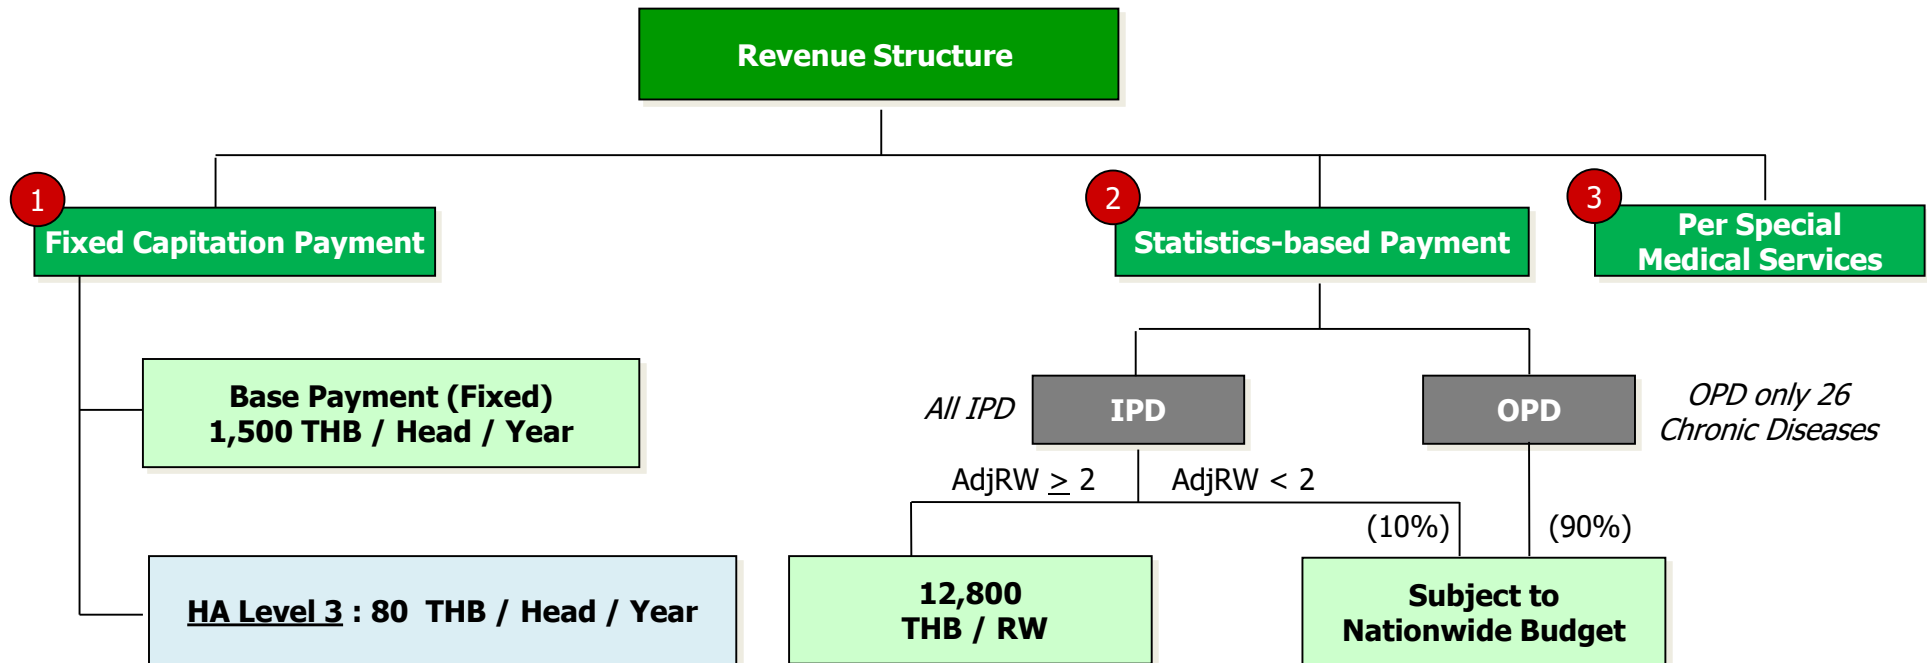 Revenue Structure
1
Fixed Capitation Payment
2
Statistics-based Payment
3
Per Special
Medical Services
Base Payment (Fixed)
1,500 THB / Head / Year
HA Level 3 : 80 THB / Head / Year
All IPD
IPD
OPD
OPD only 26
Chronic Diseases
AdjRW ≥ 2
AdjRW < 2
(10%)
(90%)
12,800
THB / RW
Subject to
Nationwide Budget